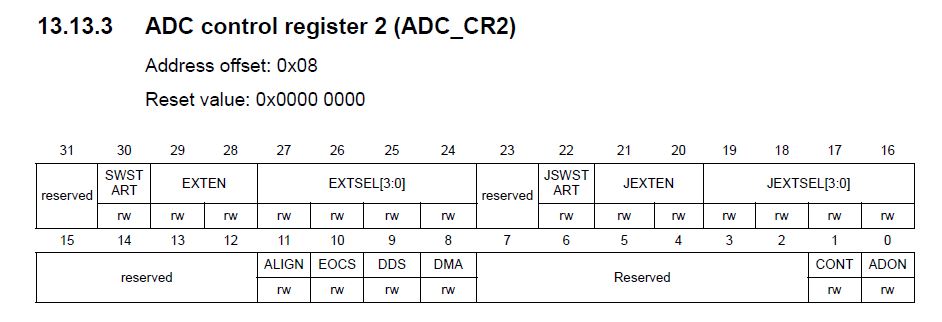 13.13.3 ADC control register 2 (ADC_CR2)
Address offset: 0x08
Reset value: 0x0000 0000
31 30 29 28 27 26 25 24 23 22 21 20 19 18 17 16
reserved SWST ART EXTEN EXTSEL[3:0] reserved JSWST ART JEXTEN JEXTSEL[3:0]
rw rw rw rw rw rw rw rw rw rw rw rw rw rw
15 14 13 12 11 10 9 8 7 6 5 4 3 2 1 0
reserved ALIGN EOCS DDS DMA Reserved CONT ADON
rw rw rw rw rw rw